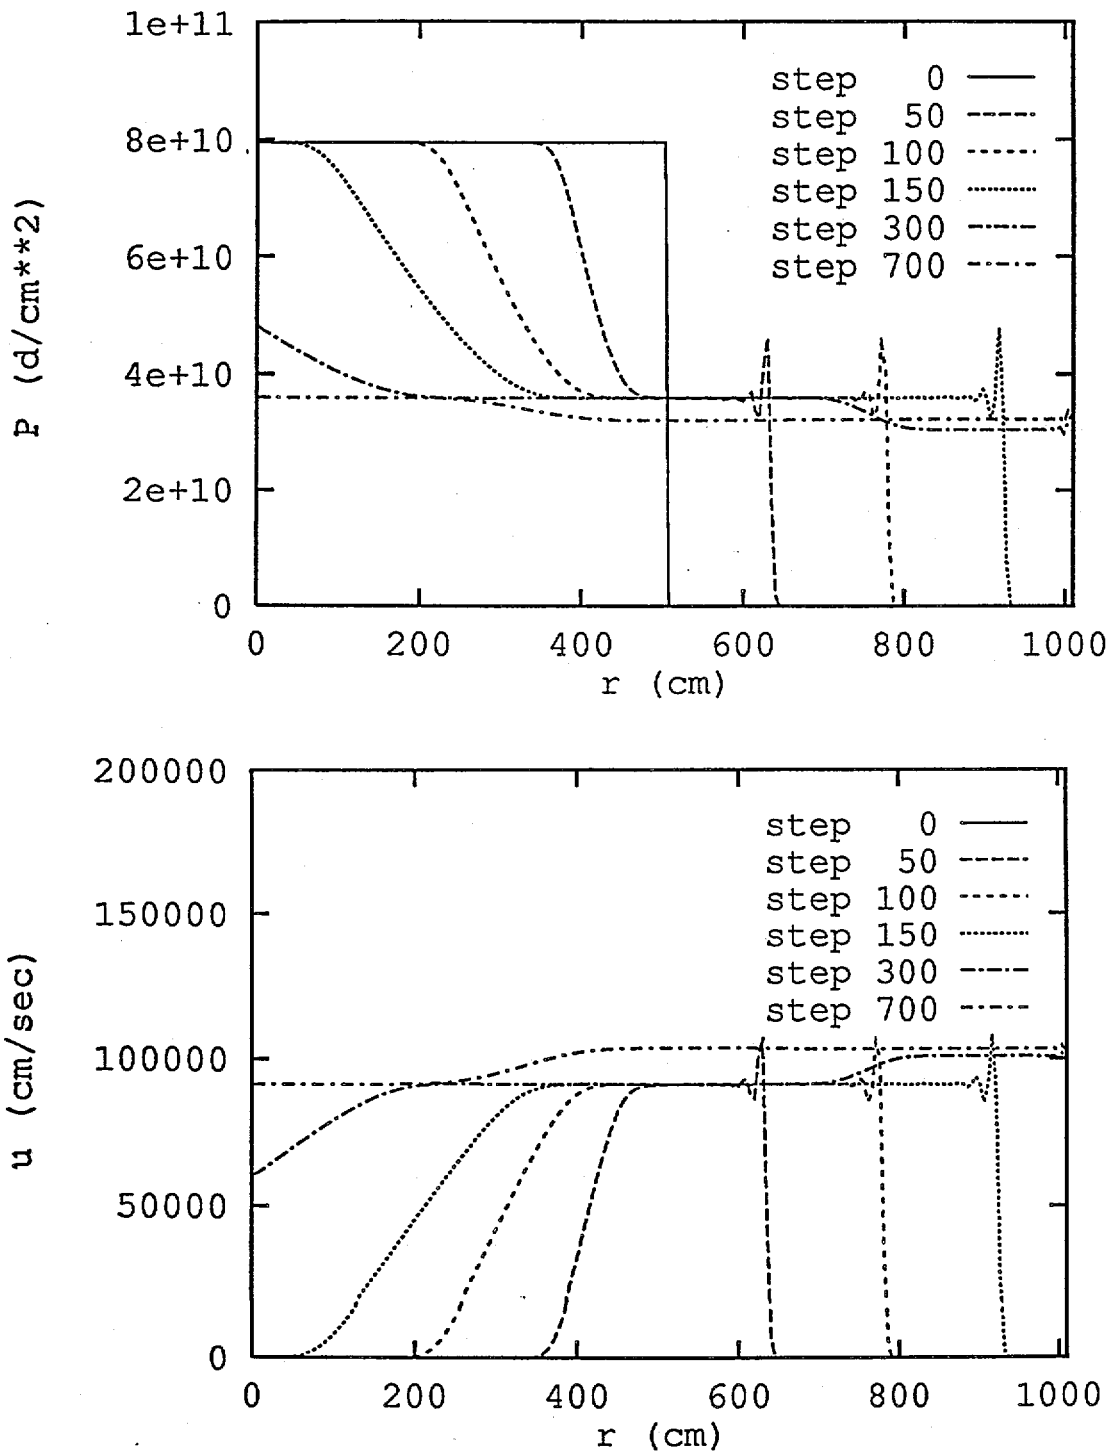 1e+11
8e+10
6e+10
4e+10
2e+10
0
P (d/cm**2)
step 0
step 50
step 100
step 150
step 300
step 700
0 200 400 600 800 1000
r (cm)
200000
150000
100000
50000
0
u (cm/sec)
step 0
step 50
step 100
step 150
step 300
step 700
0 200 400 600 800 1000
r (cm)